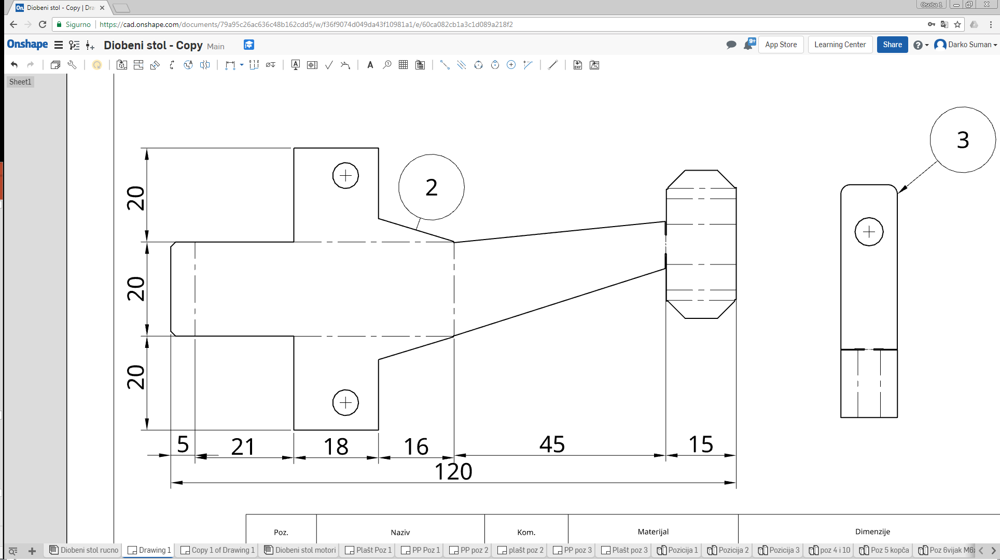 Diobeni stol - Copy | Dra
Osoba 1
Sigurno
https://cad.onshape.com/documents/79a95c26ac636c48b162cdd5/w/f36f9074d049da43f10981a1/e/60ca082cb1a3c1d089a218f2
Onshape
Diobeni stol - Copy Main
9+
App Store
Learning Center
Share
Darko Suman
Sheet1
3
2
20
20
20
5
21
18
16
45
15
120
Poz.
Naziv
Kom.
Materijal
Dimenzije
Diobeni stol rucno
Drawing 1
Copy 1 of Drawing 1
Diobeni stol motori
Plašt Poz 1
PP Poz 1
PP poz 2
plašt poz 2
PP poz 3
Plašt poz 3
Pozicija 1
Pozicija 2
Pozicija 3
poz 4 i 10
Poz 5 kopča
Poz 6vijak M6x